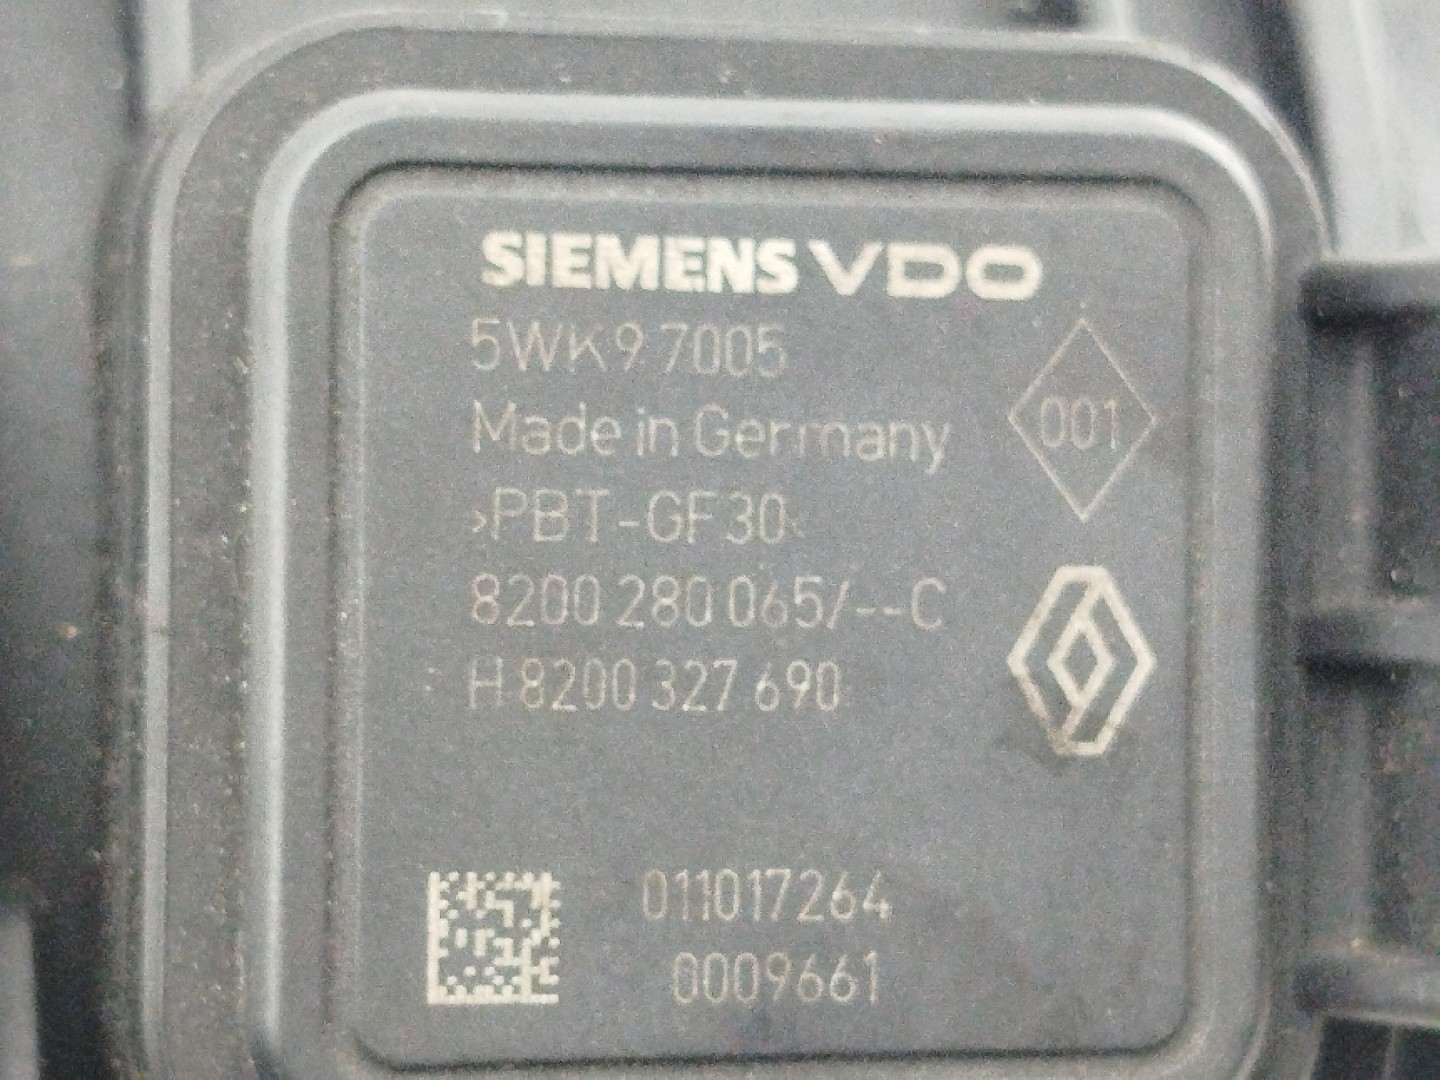 SIEMENS VDO
5WK9 7005
Made in Germany
001
>PBT-GF30<
8200 280 065/--C
H 8200 327 690
011017264
0009661